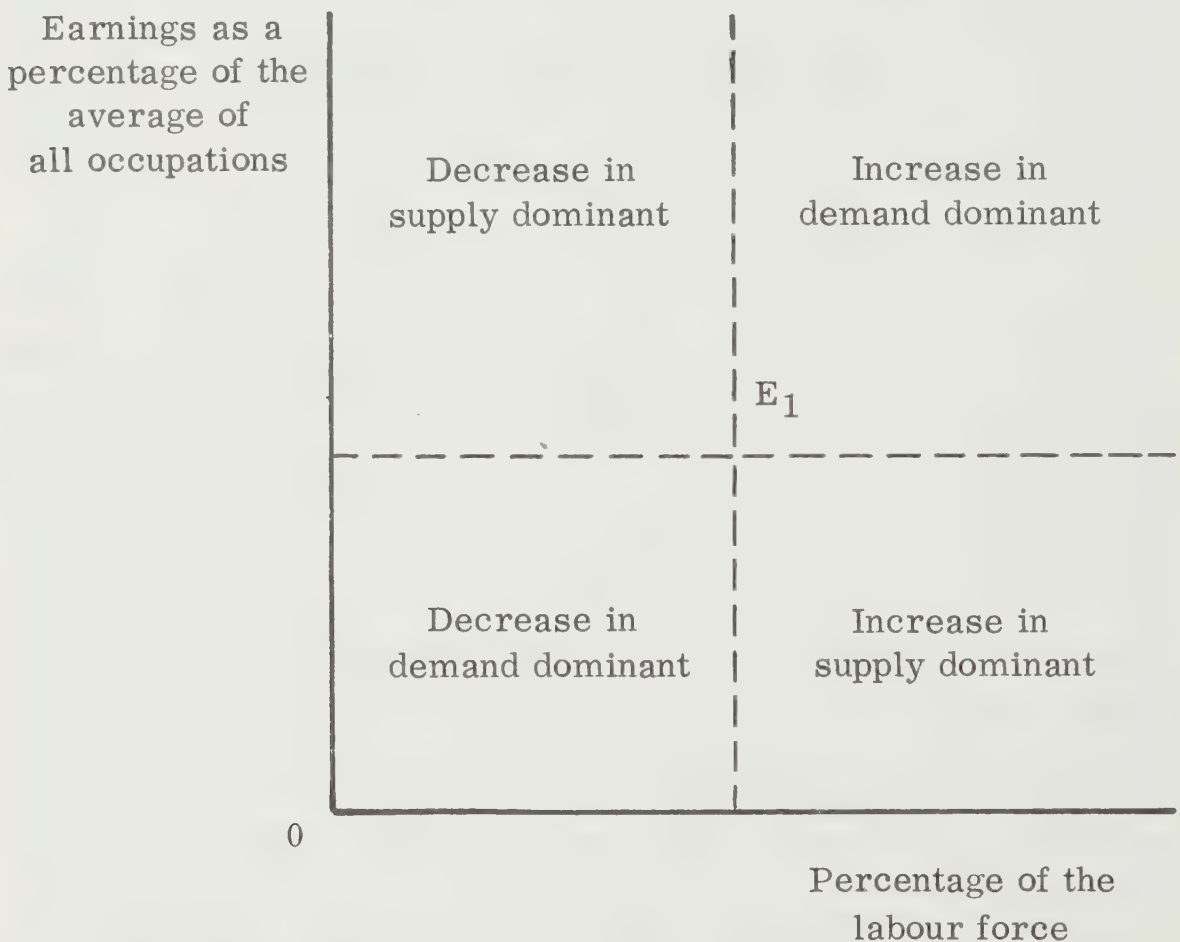 Earnings as a
percentage of the
average of
all occupations
Decrease in
supply dominant
Increase in
demand dominant
E1
Decrease in
demand dominant
Increase in
supply dominant
0
Percentage of the
labour force